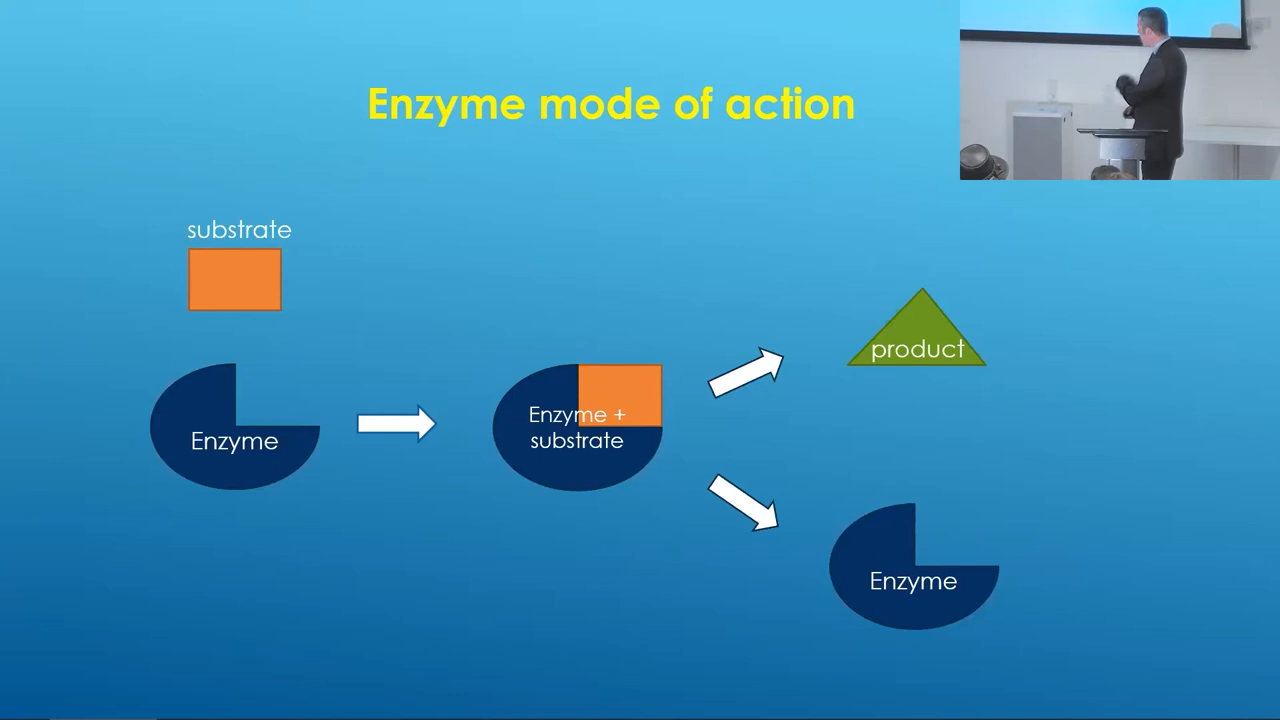 Enzyme mode of action
substrate
Enzyme
Enzyme +
substrate
product
Enzyme